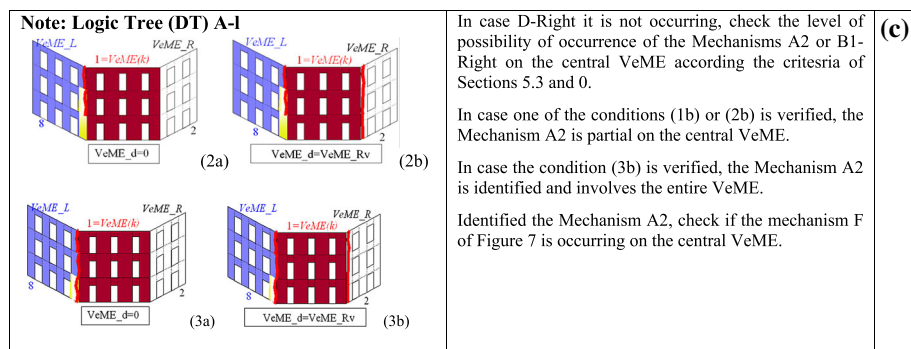 Note: Logic Tree (DT) A-l
VeME_L
VeME_R
1=VeME(k)
8
2
VeME_d=0
(2a)
VeME_L
VeME_R
1=VeME(k)
8
2
VeME_d=VeME_Rv
(2b)
VeME_L
VeME_R
1=VeME(k)
8
2
VeME_d=0
(3a)
VeME_L
VeME_R
1=VeME(k)
8
2
VeME_d=VeME_Rv
(3b)
In case D-Right it is not occurring, check the level of
possibility of occurrence of the Mechanisms A2 or B1-
Right on the central VeME according the critesria of
Sections 5.3 and 0.
In case one of the conditions (1b) or (2b) is verified, the
Mechanism A2 is partial on the central VeME.
In case the condition (3b) is verified, the Mechanism A2
is identified and involves the entire VeME.
Identified the Mechanism A2, check if the mechanism F
of Figure 7 is occurring on the central VeME.
(c)